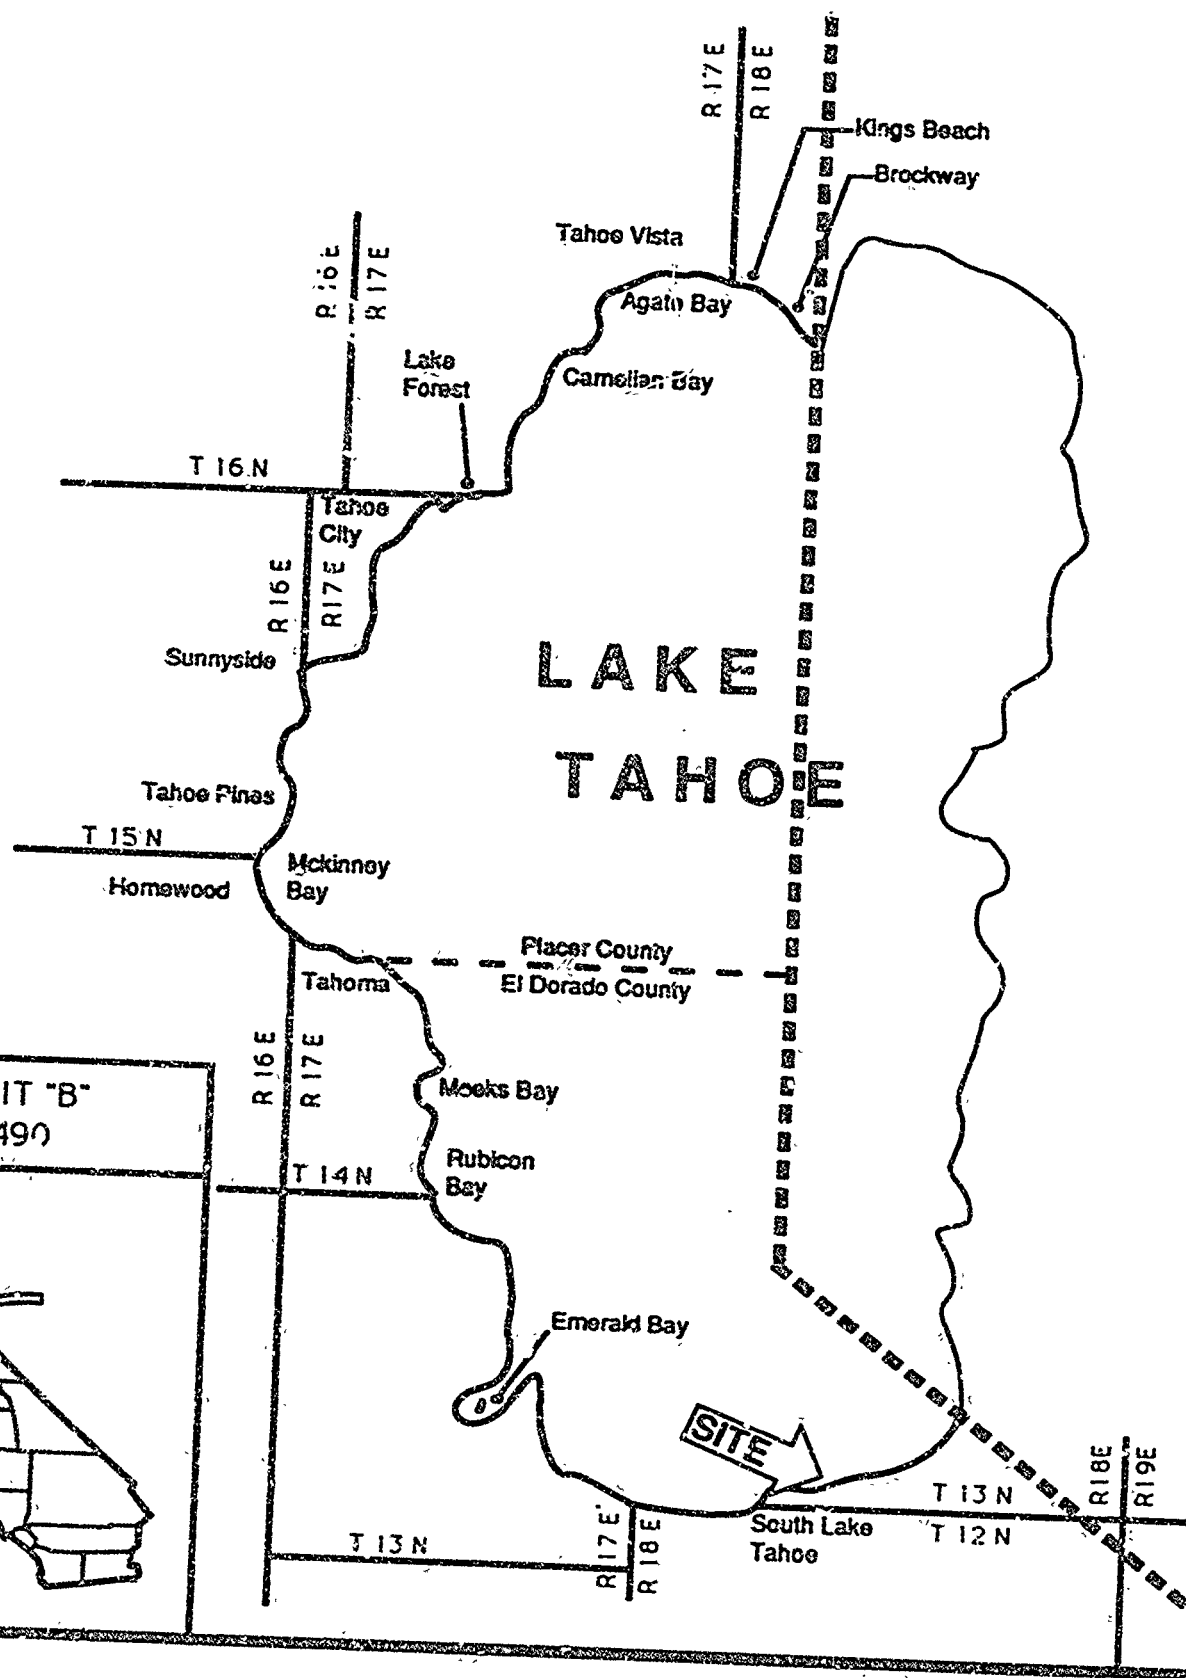 R 17 E
R 18 E
Kings Beach
Brockway
Tahoe Vista
R 16 E
R 17 E
Agate Bay
Lake
Forest
Carnelian Bay
T 16 N
Tahoe
City
R 16 E
R 17 E
Sunnyside
LAKE
TAHOE
Tahoe Pines
T 15 N
Mckinney
Bay
Homewood
Placer County
El Dorado County
Tahoma
R 16 E
R 17 E
IT "B"
490
Meeks Bay
Rubicon
Bay
T 14 N
Emerald Bay
SITE
R 18 E
R 19 E
T 13 N
T 12 N
South Lake
Tahoe
T 13 N
R 17 E
R 18 E